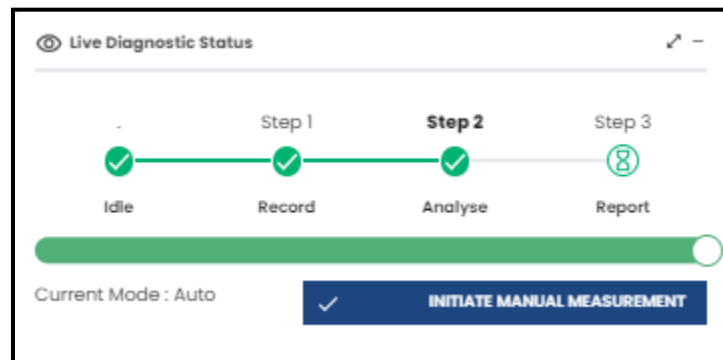 Live Diagnostic Status
. Step 1 Step 2 Step 3
Idle Record Analyse Report
Current Mode : Auto
INITIATE MANUAL MEASUREMENT